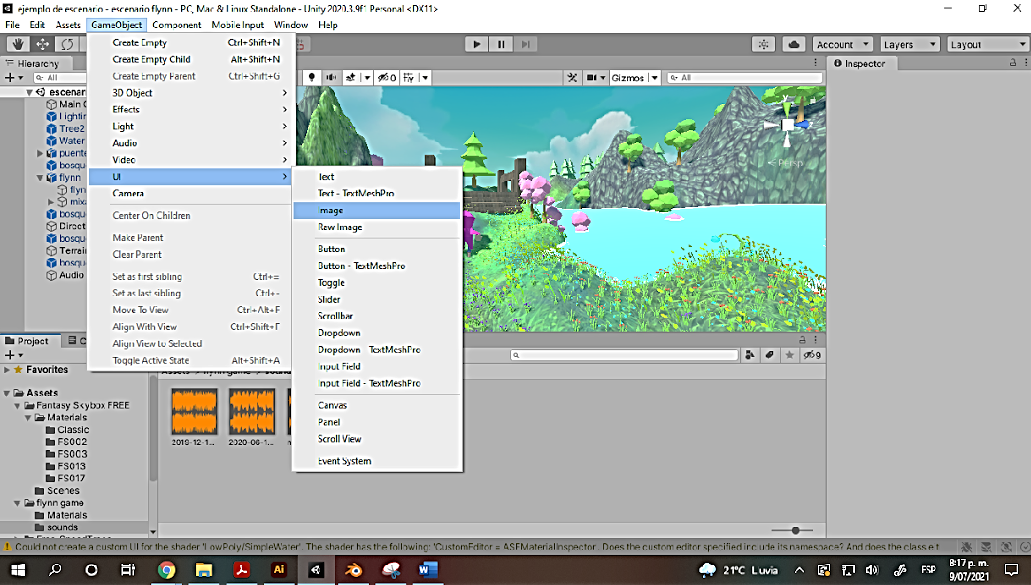 ejemplo de escenario - escenario flynn - PC, Mac & Linux Standalone - Unity 2020.3.9f1 Personal <DX11>
File Edit Assets GameObject Component Mobile Input Window Help
Account Layers Layout
Hierarchy
Inspector
All
Gizmos
All
Create Empty Ctrl+Shift+N
Create Empty Child Alt+Shift+N
Create Empty Parent Ctrl+Shift+G
3D Object
Effects
Light
Audio
Video
UI
Camera
Center On Children
Make Parent
Clear Parent
Set as first sibling Ctrl+=
Set as last sibling Ctrl+-
Move To View Ctrl+Alt+F
Align With View Ctrl+Shift+F
Align View to Selected
Toggle Active State Alt+Shift+A
Text
Text - TextMeshPro
Image
Raw Image
Button
Button - TextMeshPro
Toggle
Slider
Scrollbar
Dropdown
Dropdown - TextMeshPro
Input Field
Input Field - TextMeshPro
Canvas
Panel
Scroll View
Event System
escenar
Main C
Lightin
Tree2
Water
puente
bosqu
flynn
flyn
mix
bosqu
Direct
bosqu
Terrai
bosqu
Audio
y
Persp
Project
9
Favorites
Assets
Fantasy Skybox FREE
Materials
Classic
FS002
FS003
FS013
FS017
Scenes
flynn game
Materials
sounds
Assets > flynn game > sounds
2019-12-1...
2020-06-1...
Could not create a custom UI for the shader 'LowPoly/SimpleWater'. The shader has the following: 'CustomEditor = ASEMaterialInspector'. Does the custom editor specified include its namespace? And does the class e t
21°C Lluvia
ESP
8:17 p. m.
9/07/2021